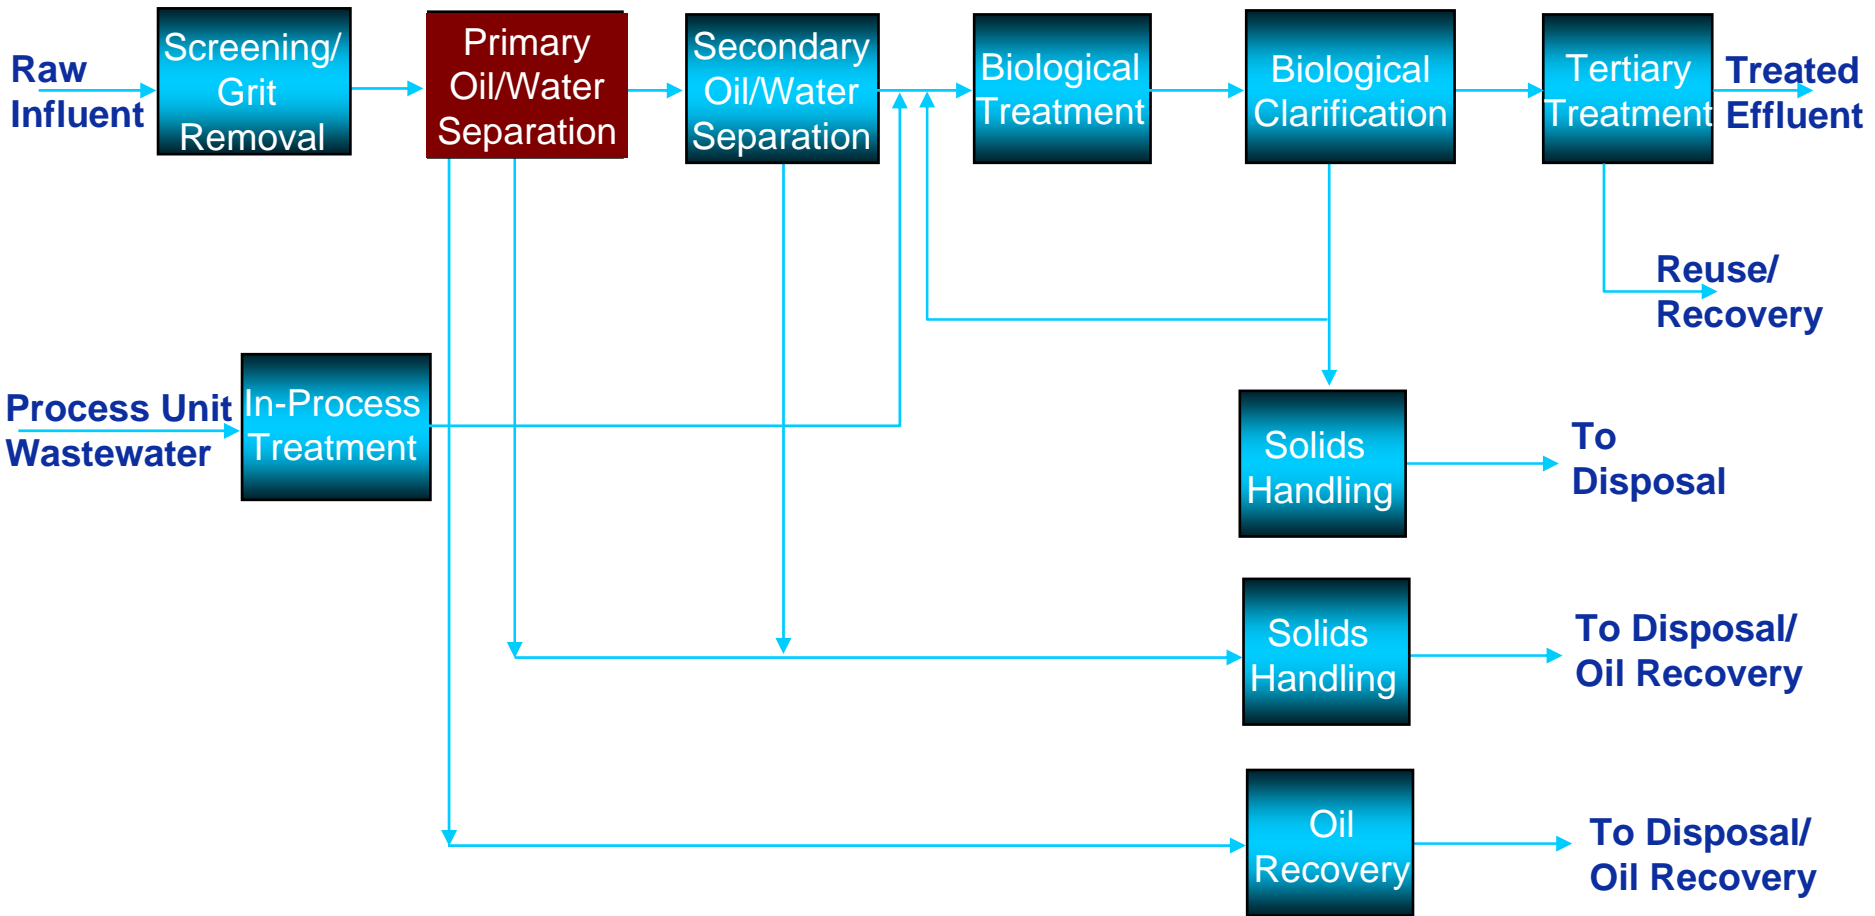 Raw
Influent
Screening/
Grit
Removal
Primary
Oil/Water
Separation
Secondary
Oil/Water
Separation
Biological
Treatment
Biological
Clarification
Tertiary
Treatment
Treated
Effluent
Reuse/
Recovery
Process Unit
Wastewater
In-Process
Treatment
Solids
Handling
To
Disposal
Solids
Handling
To Disposal/
Oil Recovery
Oil
Recovery
To Disposal/
Oil Recovery